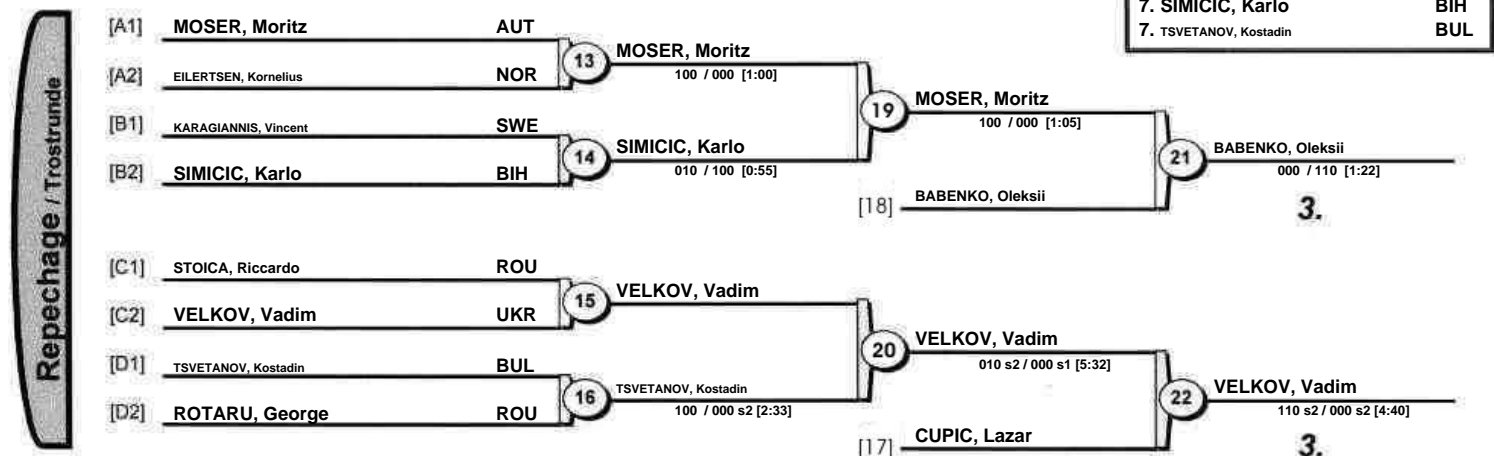 7. SIMICIC, Karlo BIH
7. TSVETANOV, Kostadin BUL
Repechage / Trostrunde
[A1] MOSER, Moritz AUT
[A2] EILERTSEN, Kornelius NOR
13 MOSER, Moritz
100 / 000 [1:00]
[B1] KARAGIANNIS, Vincent SWE
[B2] SIMICIC, Karlo BIH
14 SIMICIC, Karlo
010 / 100 [0:55]
19 MOSER, Moritz
100 / 000 [1:05]
[18] BABENKO, Oleksii
21 BABENKO, Oleksii
000 / 110 [1:22]
3.
[C1] STOICA, Riccardo ROU
[C2] VELKOV, Vadim UKR
15 VELKOV, Vadim
[D1] TSVETANOV, Kostadin BUL
[D2] ROTARU, George ROU
16 TSVETANOV, Kostadin
100 / 000 s2 [2:33]
20 VELKOV, Vadim
010 s2 / 000 s1 [5:32]
[17] CUPIC, Lazar
22 VELKOV, Vadim
110 s2 / 000 s2 [4:40]
3.